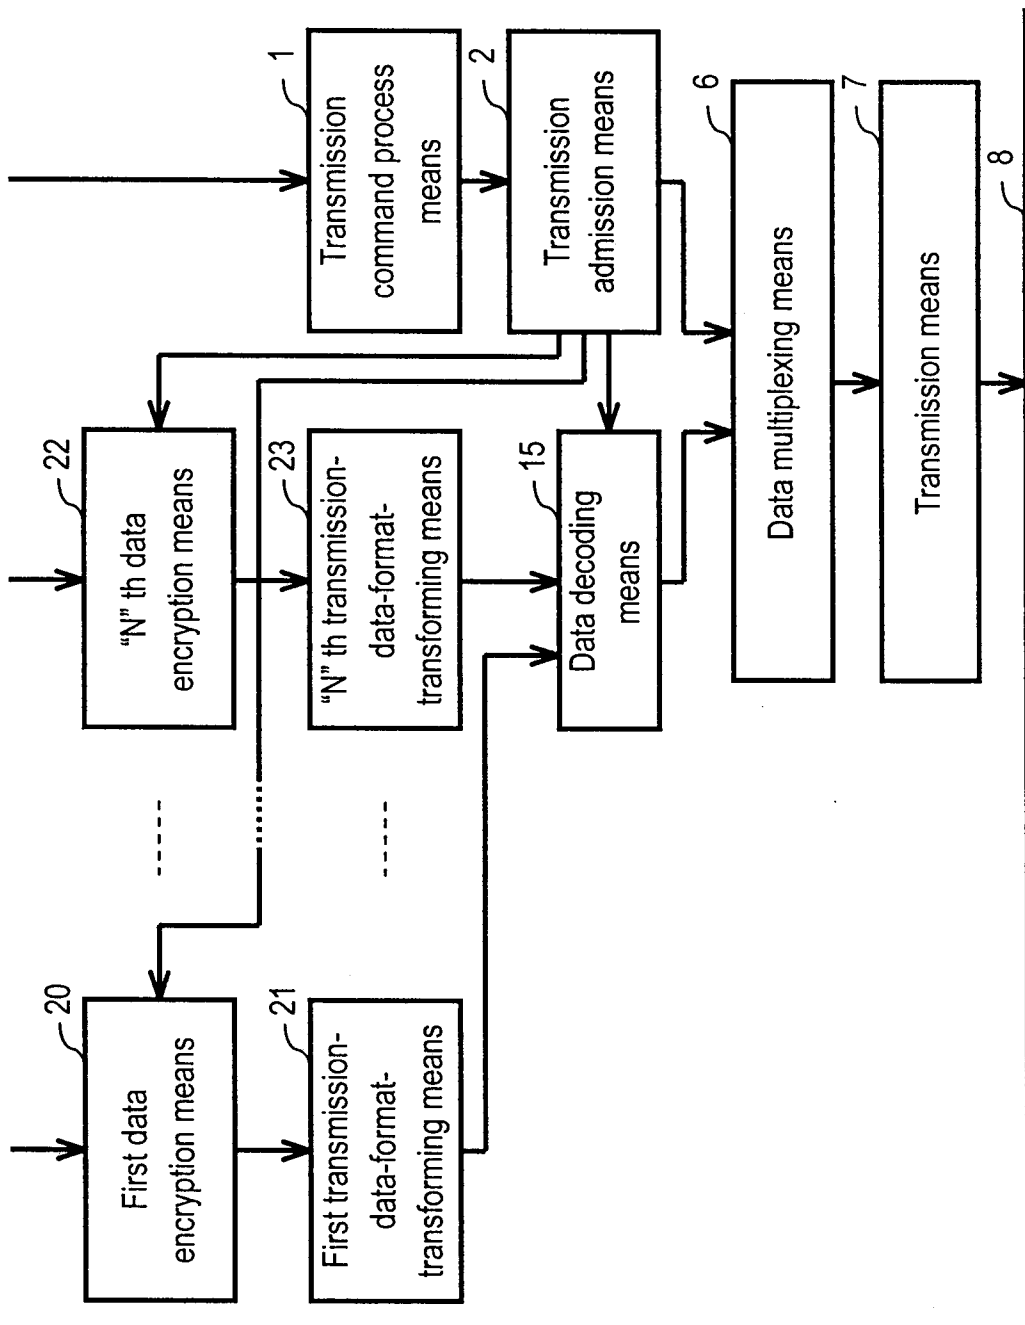 20
First data
encryption means
22
“N” th data
encryption means
1
Transmission
command process
means
21
First transmission-
data-format-
transforming means
23
“N” th transmission-
data-format-
transforming means
2
Transmission
admission means
15
Data decoding
means
6
Data multiplexing means
7
Transmission means
8